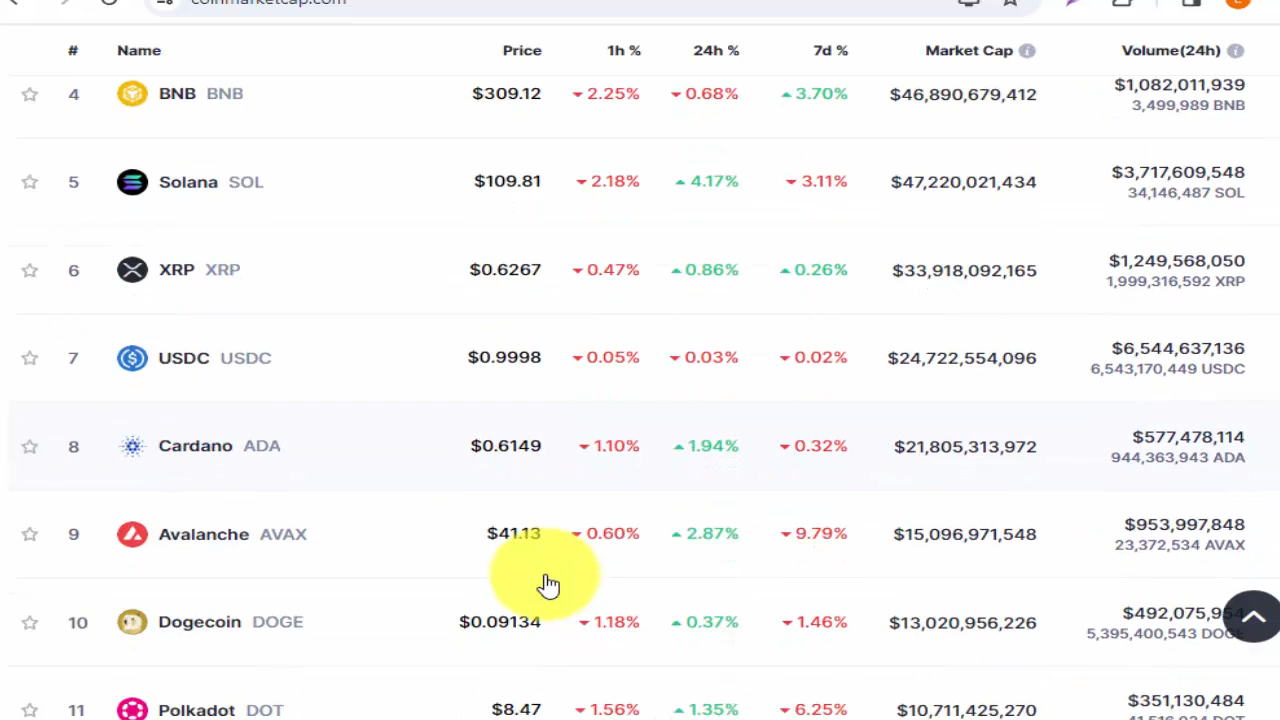 coinmarketcap.com
# Name Price 1h % 24h % 7d % Market Cap Volume(24h)
4 BNB BNB $309.12 2.25% 0.68% 3.70% $46,890,679,412 $1,082,011,939
3,499,989 BNB
5 Solana SOL $109.81 2.18% 4.17% 3.11% $47,220,021,434 $3,717,609,548
34,146,487 SOL
6 XRP XRP $0.6267 0.47% 0.86% 0.26% $33,918,092,165 $1,249,568,050
1,999,316,592 XRP
7 USDC USDC $0.9998 0.05% 0.03% 0.02% $24,722,554,096 $6,544,637,136
6,543,170,449 USDC
8 Cardano ADA $0.6149 1.10% 1.94% 0.32% $21,805,313,972 $577,478,114
944,363,943 ADA
9 Avalanche AVAX $41.13 0.60% 2.87% 9.79% $15,096,971,548 $953,997,848
23,372,534 AVAX
10 Dogecoin DOGE $0.09134 1.18% 0.37% 1.46% $13,020,956,226 $492,075,954
5,395,400,543 DOGE
11 Polkadot DOT $8.47 1.56% 1.35% 6.25% $10,711,425,270 $351,130,484